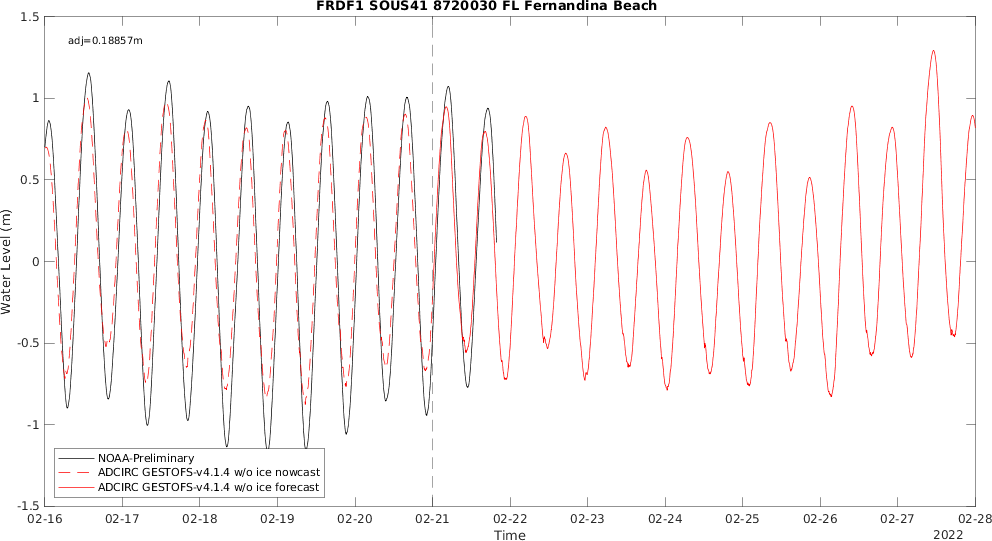 FRDF1 SOUS41 8720030 FL Fernandina Beach
adj=0.18857m
1.5
1
0.5
0
-0.5
-1
-1.5
Water Level (m)
NOAA-Preliminary
ADCIRC GESTOFS-v4.1.4 w/o ice nowcast
ADCIRC GESTOFS-v4.1.4 w/o ice forecast
02-16 02-17 02-18 02-19 02-20 02-21 02-22 02-23 02-24 02-25 02-26 02-27 02-28
Time
2022